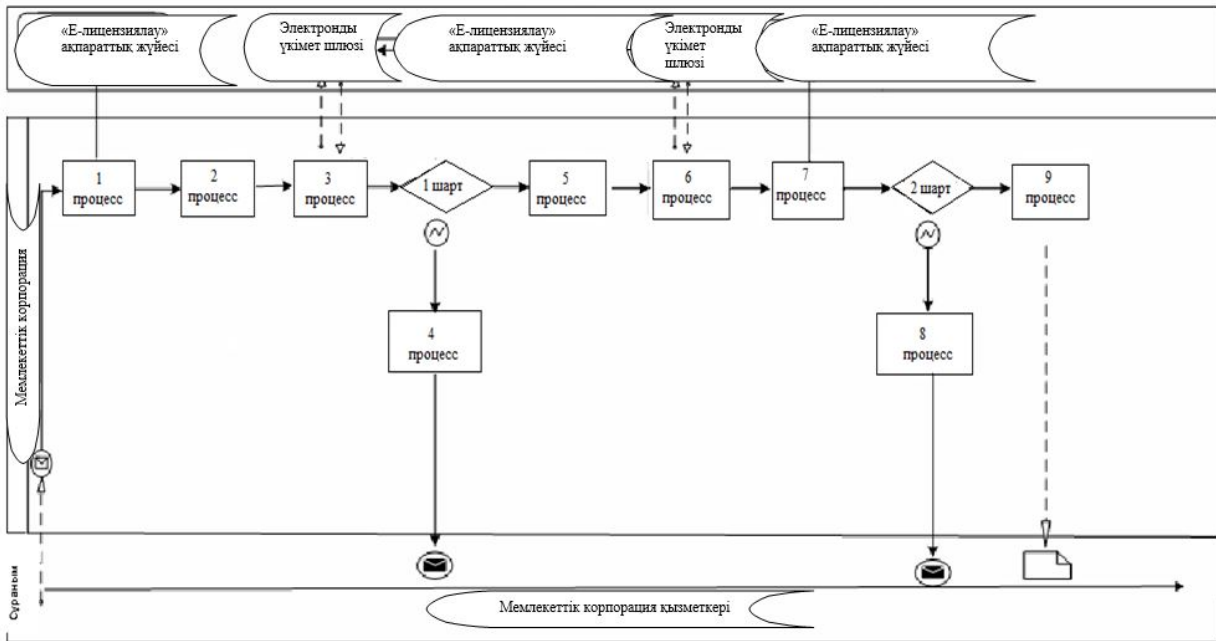 «Е-лицензиялау»
ақпараттық жүйесі
Электронды
үкімет шлюзі
«Е-лицензиялау»
ақпараттық жүйесі
Электронды
үкімет
шлюзі
«Е-лицензиялау»
ақпараттық жүйесі
Мемлекеттік корпорация
1
процесс
2
процесс
3
процесс
1 шарт
5
процесс
6
процесс
7
процесс
2 шарт
9
процесс
4
процесс
8
процесс
Сұраным
Мемлекеттік корпорация қызметкері